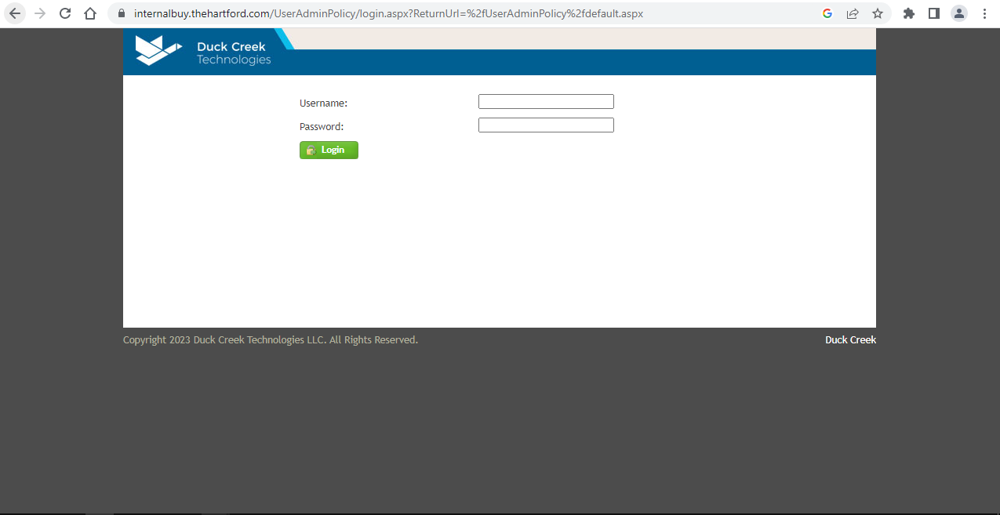 internalbuy.thehartford.com/UserAdminPolicy/login.aspx?ReturnUrl=%2fUserAdminPolicy%2fdefault.aspx
Duck Creek
Technologies
Username:
Password:
Login
Copyright 2023 Duck Creek Technologies LLC. All Rights Reserved.
Duck Creek